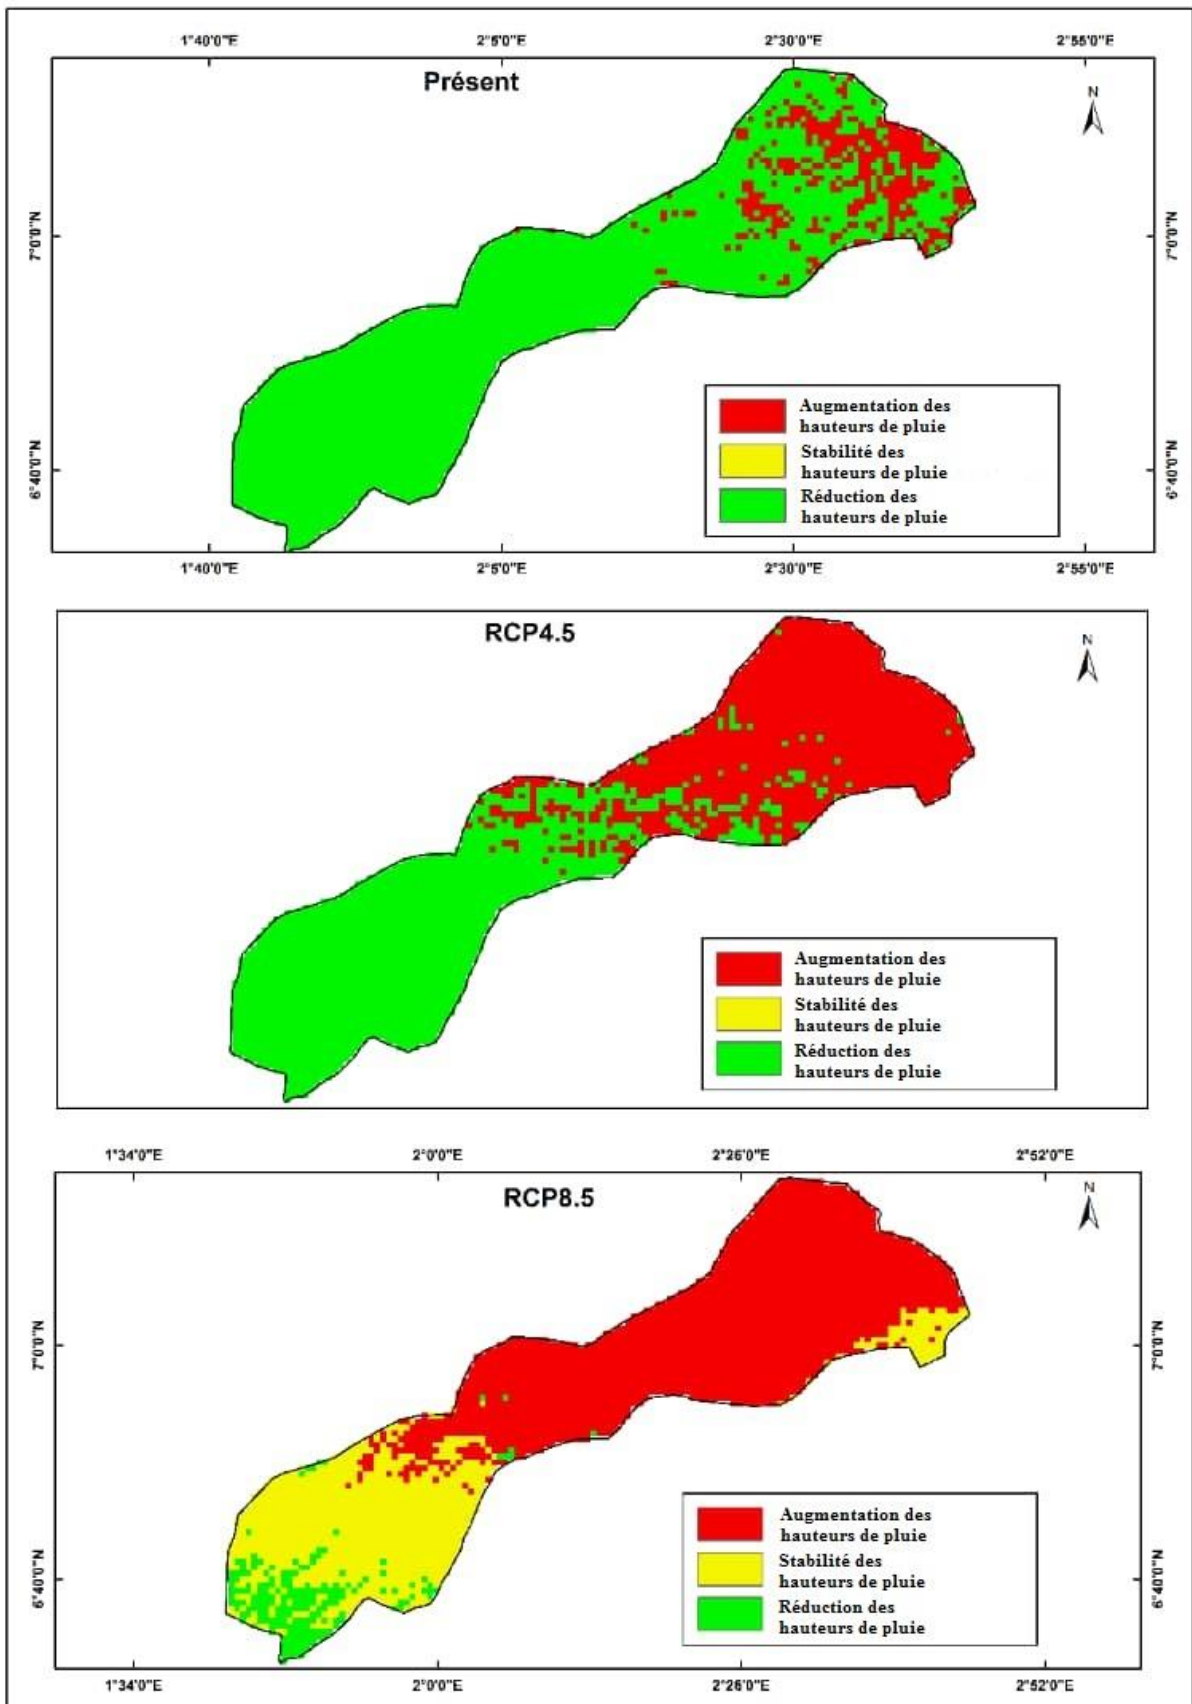 1°40'0"E 2°5'0"E 2°30'0"E 2°55'0"E
Présent
N
7°0'0"N 7°0'0"N
6°40'0"N 6°40'0"N
Augmentation des
hauteurs de pluie
Stabilité des
hauteurs de pluie
Réduction des
hauteurs de pluie
1°40'0"E 2°5'0"E 2°30'0"E 2°55'0"E
RCP4.5
N
Augmentation des
hauteurs de pluie
Stabilité des
hauteurs de pluie
Réduction des
hauteurs de pluie
1°34'0"E 2°0'0"E 2°26'0"E 2°52'0"E
RCP8.5
N
7°0'0"N 7°0'0"N
6°40'0"N 6°40'0"N
Augmentation des
hauteurs de pluie
Stabilité des
hauteurs de pluie
Réduction des
hauteurs de pluie
1°34'0"E 2°0'0"E 2°26'0"E 2°52'0"E